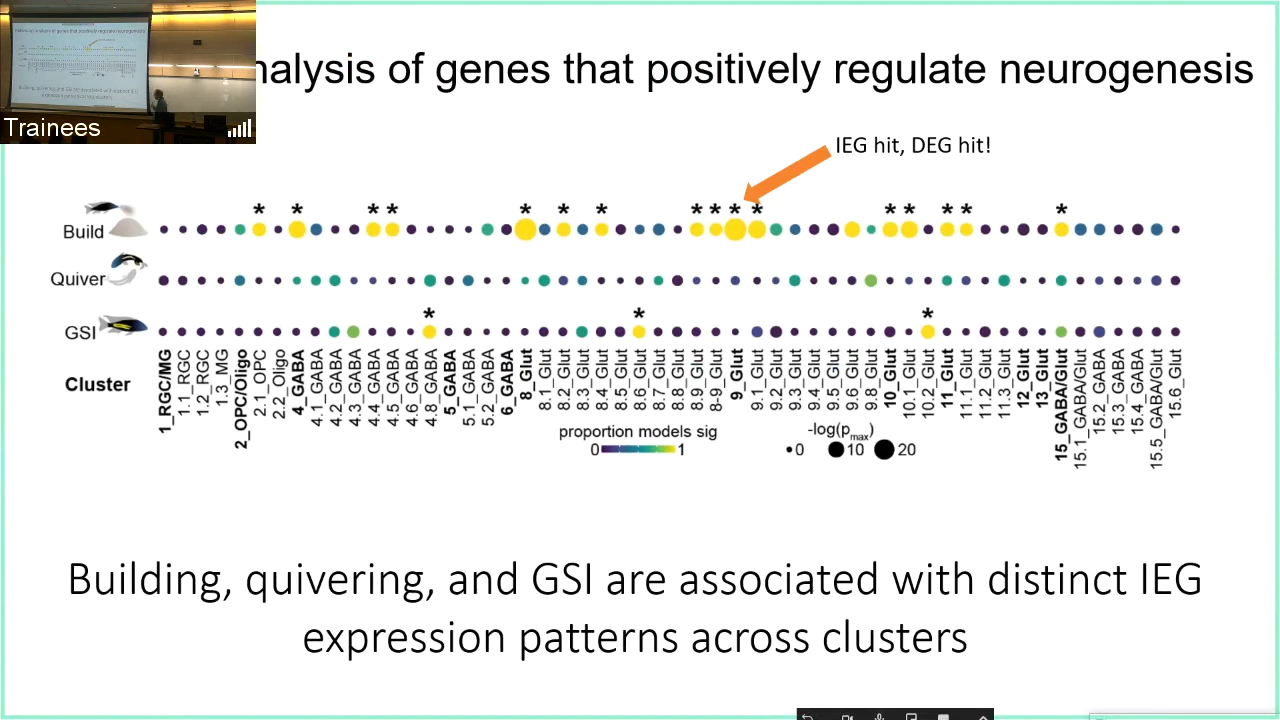 nalysis of genes that positively regulate neurogenesis
Trainees
IEG hit, DEG hit!
* * * * * * * * * * * * * * * *
Build
Quiver
* * *
GSI
Cluster
1_RGC/MG
1.1_RGC
1.2_RGC
1.3_MG
2_OPC/Oligo
2.1_OPC
2.2_Oligo
4_GABA
4.1_GABA
4.2_GABA
4.3_GABA
4.4_GABA
4.5_GABA
4.6_GABA
4.8_GABA
5_GABA
5.1_GABA
5.2_GABA
6_GABA
8_Glut
8.1_Glut
8.2_Glut
8.3_Glut
8.4_Glut
8.5_Glut
8.6_Glut
8.7_Glut
8.8_Glut
8.9_Glut
8-9_Glut
9_Glut
9.1_Glut
9.2_Glut
9.3_Glut
9.4_Glut
9.5_Glut
9.6_Glut
9.8_Glut
10_Glut
10.1_Glut
10.2_Glut
11_Glut
11.1_Glut
11.2_Glut
11.3_Glut
12_Glut
13_Glut
15_GABA/Glut
15.1_GABA/Glut
15.2_GABA
15.3_GABA
15.4_GABA
15.5_GABA/Glut
15.6_Glut
proportion models sig
0 1
-log(pmax)
0 10 20
Building, quivering, and GSI are associated with distinct IEG
expression patterns across clusters